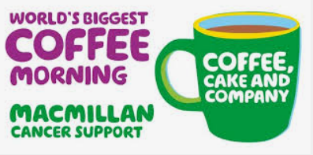 WORLD'S BIGGEST
COFFEE
MORNING
MACMILLAN
CANCER SUPPORT
COFFEE,
CAKE AND
COMPANY